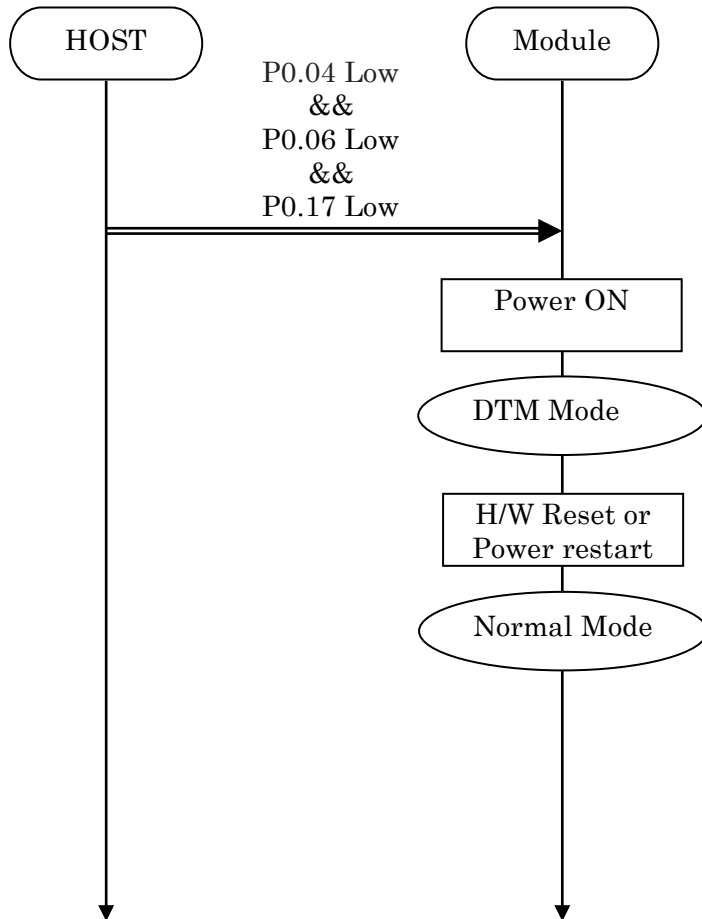 HOST
Module
P0.04 Low
&&
P0.06 Low
&&
P0.17 Low
Power ON
DTM Mode
H/W Reset or
Power restart
Normal Mode